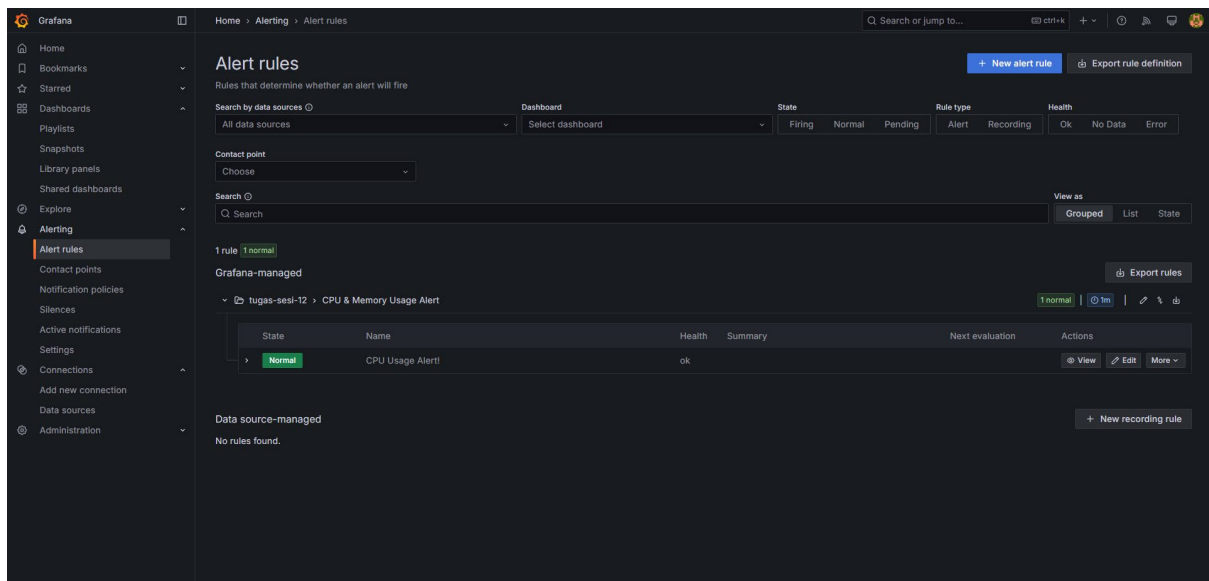 Grafana
Home › Alerting › Alert rules
Search or jump to...
ctrl+k
Home
Bookmarks
Starred
Dashboards
Playlists
Snapshots
Library panels
Shared dashboards
Explore
Alerting
Alert rules
Contact points
Notification policies
Silences
Active notifications
Settings
Connections
Add new connection
Data sources
Administration
Alert rules
+ New alert rule
Export rule definition
Rules that determine whether an alert will fire
Search by data sources
Dashboard
State
Rule type
Health
All data sources
Select dashboard
Firing Normal Pending
Alert Recording
Ok No Data Error
Contact point
Choose
Search
View as
Search
Grouped List State
1 rule 1 normal
Grafana-managed
Export rules
tugas-sesi-12 › CPU & Memory Usage Alert
1 normal | 1m |
State Name Health Summary Next evaluation Actions
Normal CPU Usage Alert! ok View Edit More
Data source-managed
+ New recording rule
No rules found.